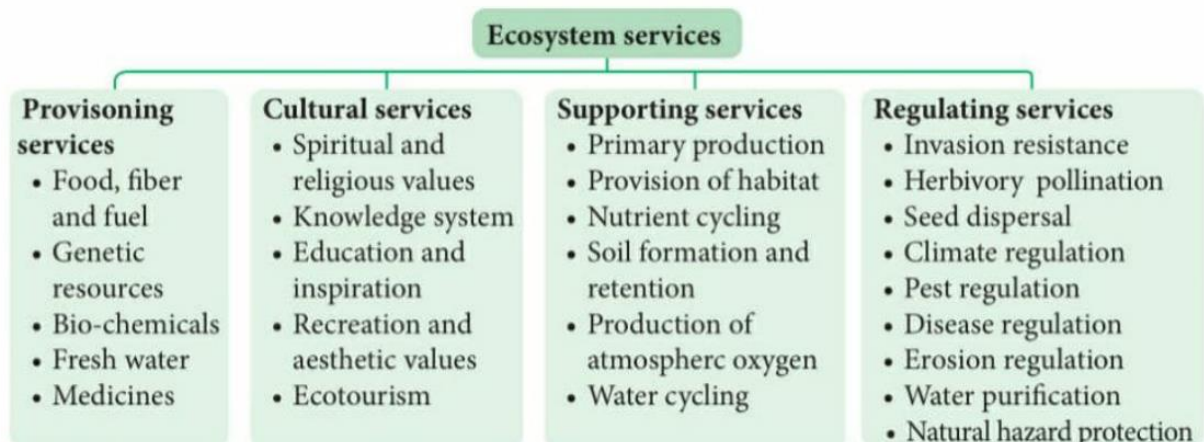 Ecosystem services
Provisoning
services
• Food, fiber
and fuel
• Genetic
resources
• Bio-chemicals
• Fresh water
• Medicines
Cultural services
• Spiritual and
religious values
• Knowledge system
• Education and
inspiration
• Recreation and
aesthetic values
• Ecotourism
Supporting services
• Primary production
• Provision of habitat
• Nutrient cycling
• Soil formation and
retention
• Production of
atmospherc oxygen
• Water cycling
Regulating services
• Invasion resistance
• Herbivory pollination
• Seed dispersal
• Climate regulation
• Pest regulation
• Disease regulation
• Erosion regulation
• Water purification
• Natural hazard protection